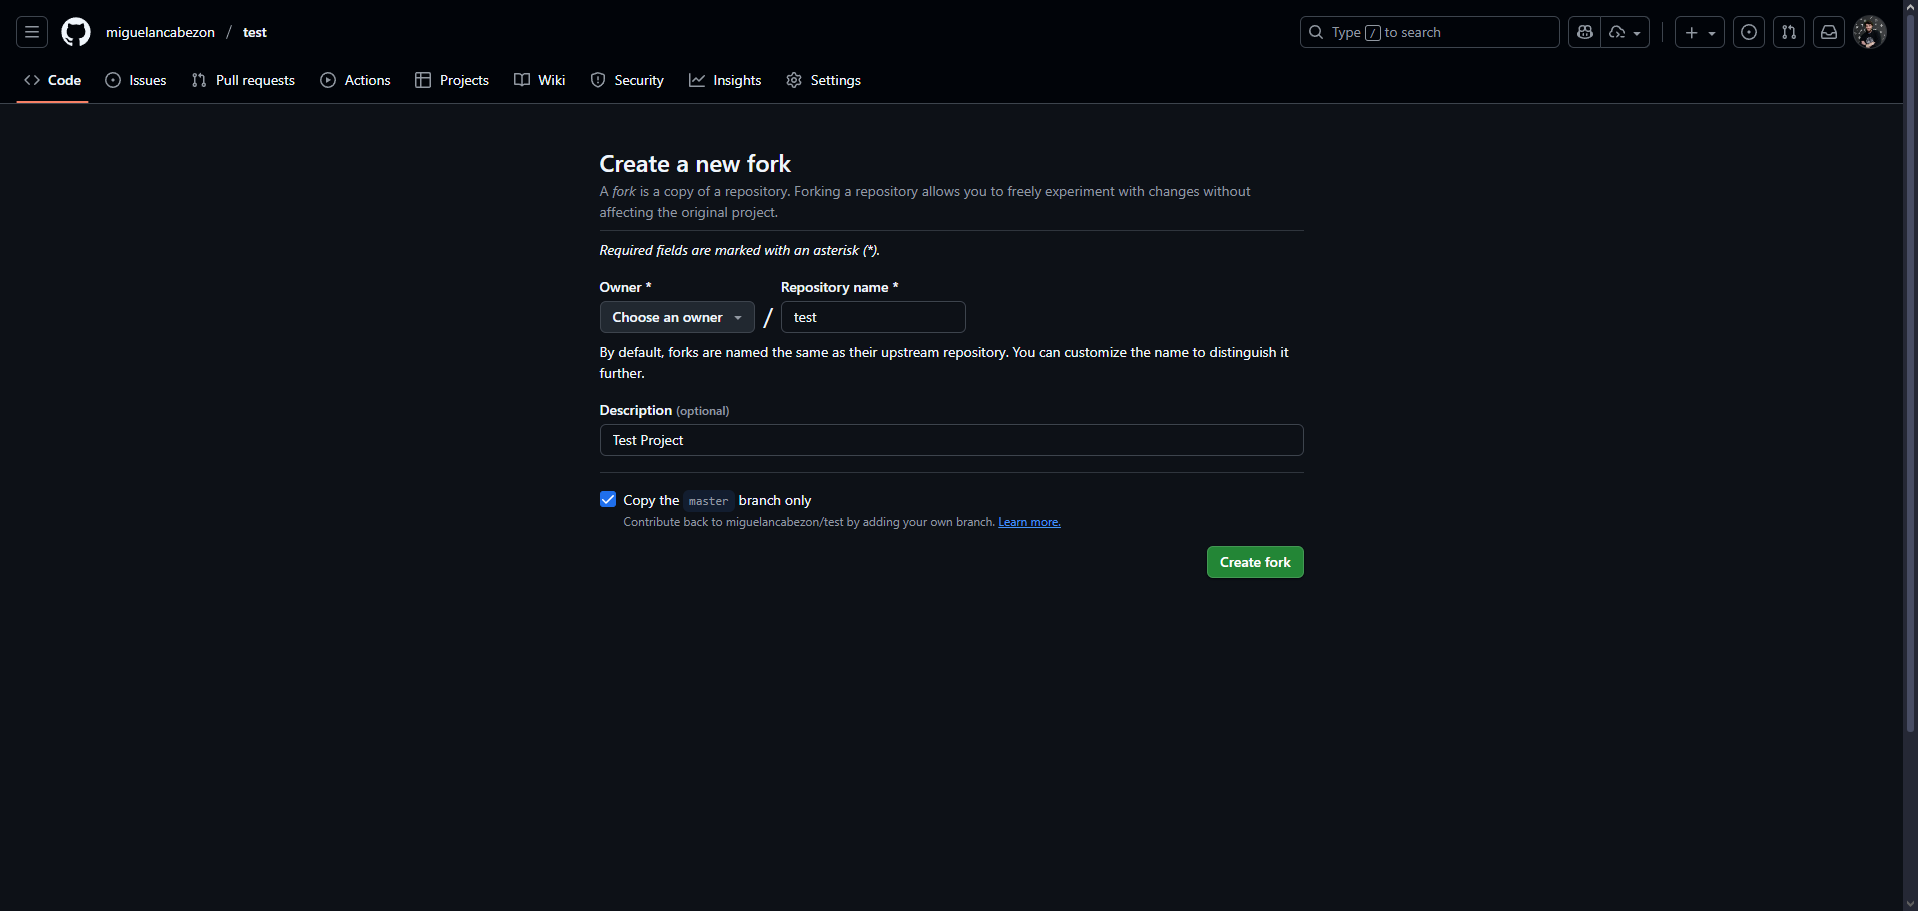 miguelancabezon / test
Type / to search
Code Issues Pull requests Actions Projects Wiki Security Insights Settings
Create a new fork
A fork is a copy of a repository. Forking a repository allows you to freely experiment with changes without
affecting the original project.
Required fields are marked with an asterisk (*).
Owner * Repository name *
Choose an owner / test
By default, forks are named the same as their upstream repository. You can customize the name to distinguish it
further.
Description (optional)
Test Project
Copy the master branch only
Contribute back to miguelancabezon/test by adding your own branch. Learn more.
Create fork